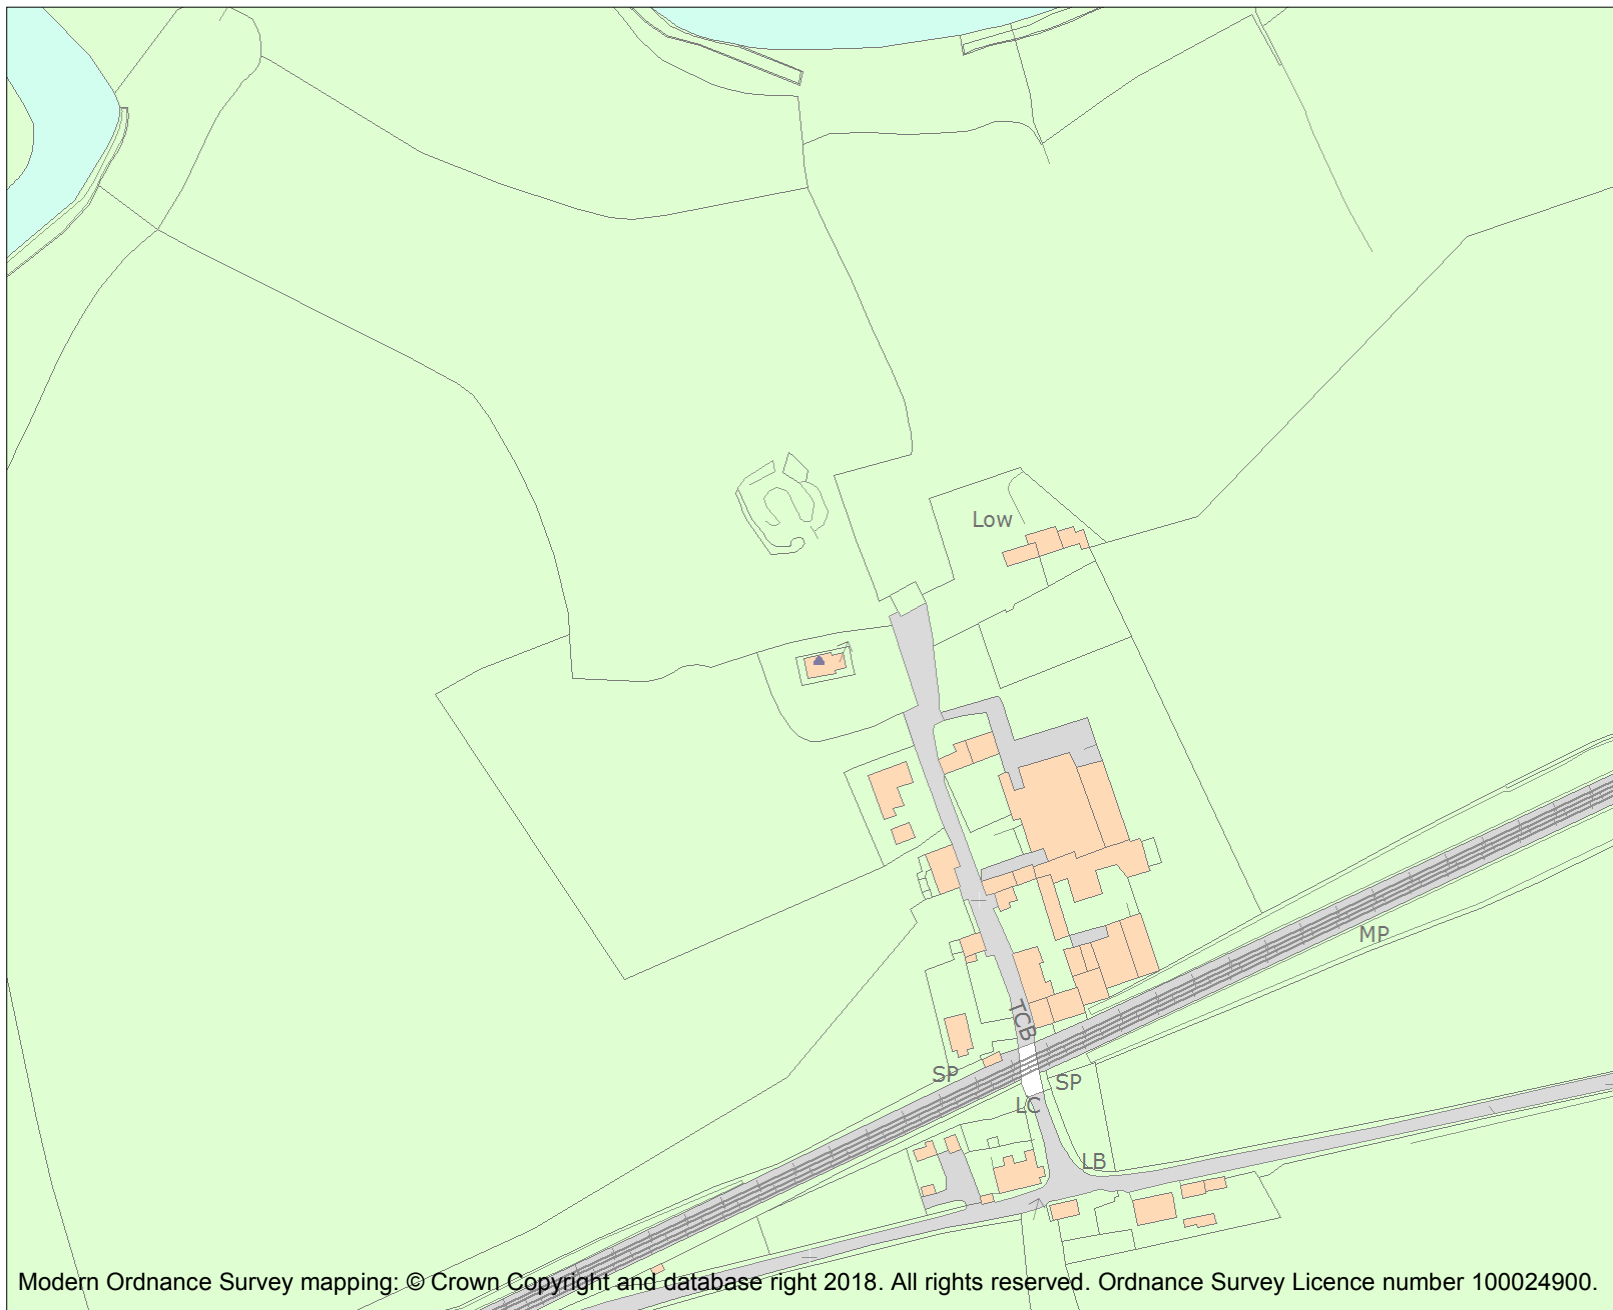 Low
MP
TCB
SP
SP
LC
LB
Modern Ordnance Survey mapping: © Crown Copyright and database right 2018. All rights reserved. Ordnance Survey Licence number 100024900.